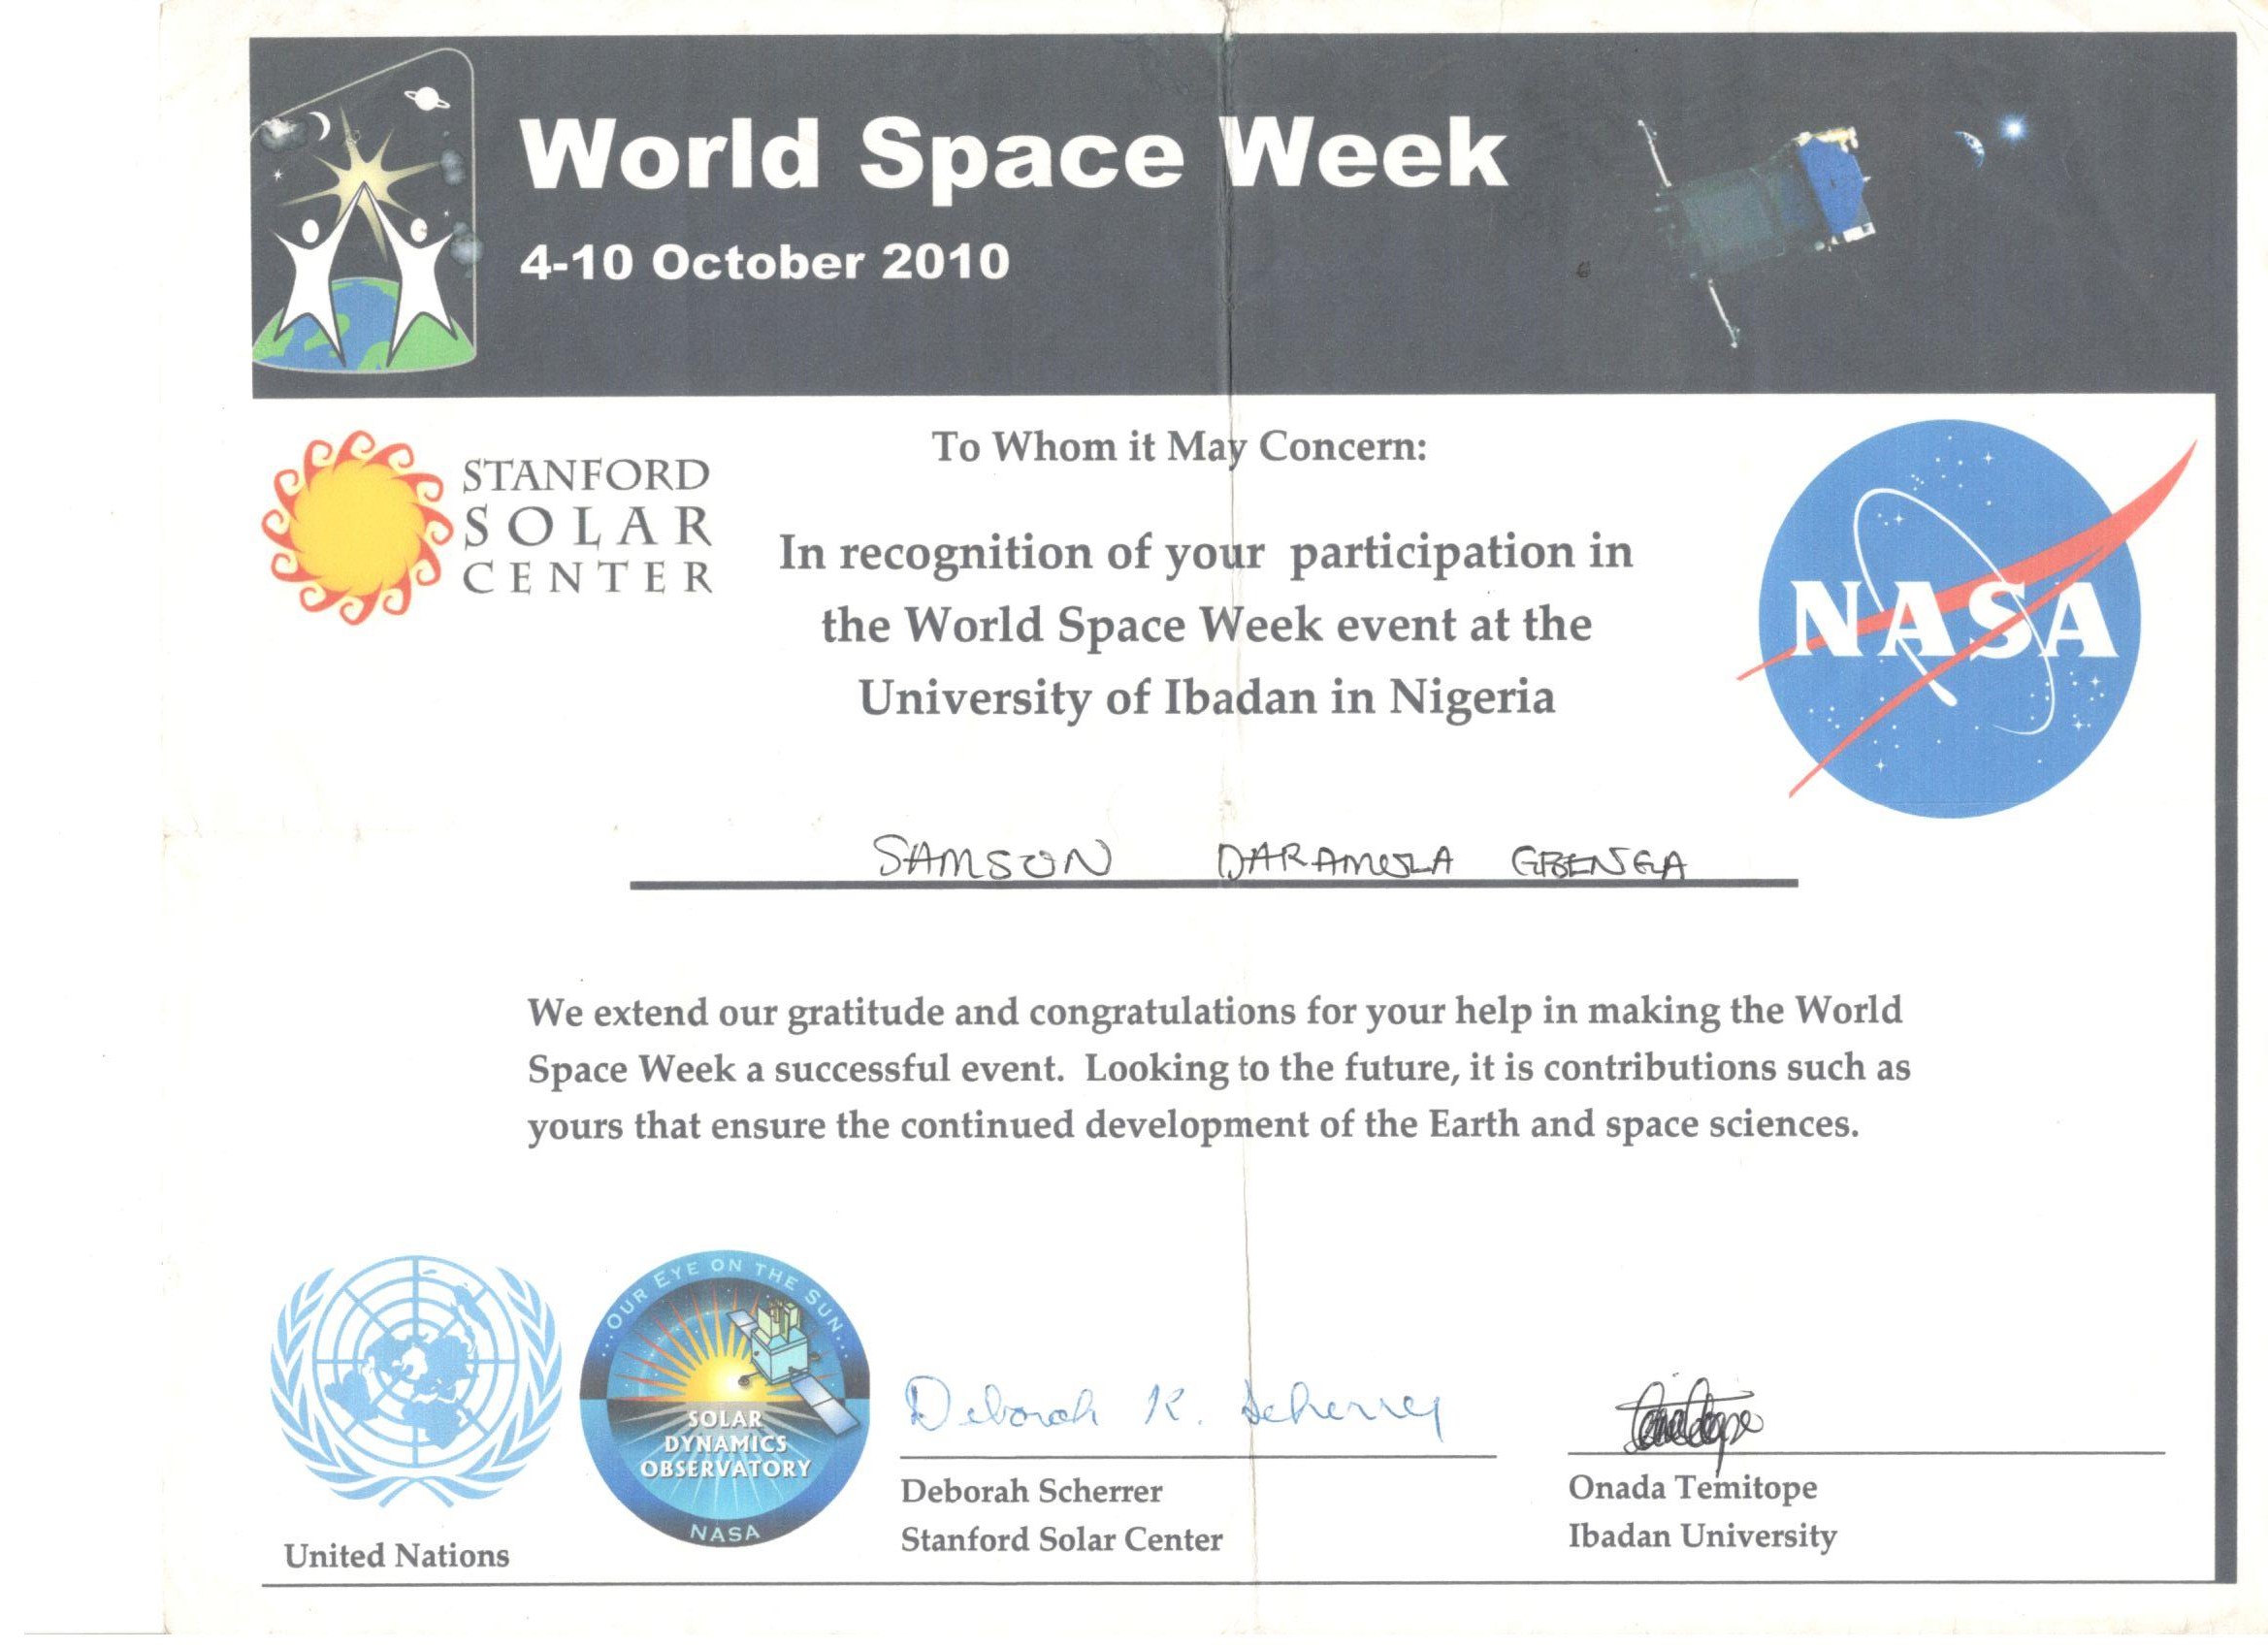 World Space Week
4-10 October 2010
STANFORD
SOLAR
CENTER
To Whom it May Concern:
In recognition of your participation in
the World Space Week event at the
University of Ibadan in Nigeria
NASA
SAMSON DARAMOLA GBENGA
We extend our gratitude and congratulations for your help in making the World
Space Week a successful event. Looking to the future, it is contributions such as
yours that ensure the continued development of the Earth and space sciences.
United Nations
...OUR EYE ON THE SUN...
SOLAR
DYNAMICS
OBSERVATORY
NASA
Deborah K. Scherrer
Deborah Scherrer
Stanford Solar Center
Temitope
Onada Temitope
Ibadan University